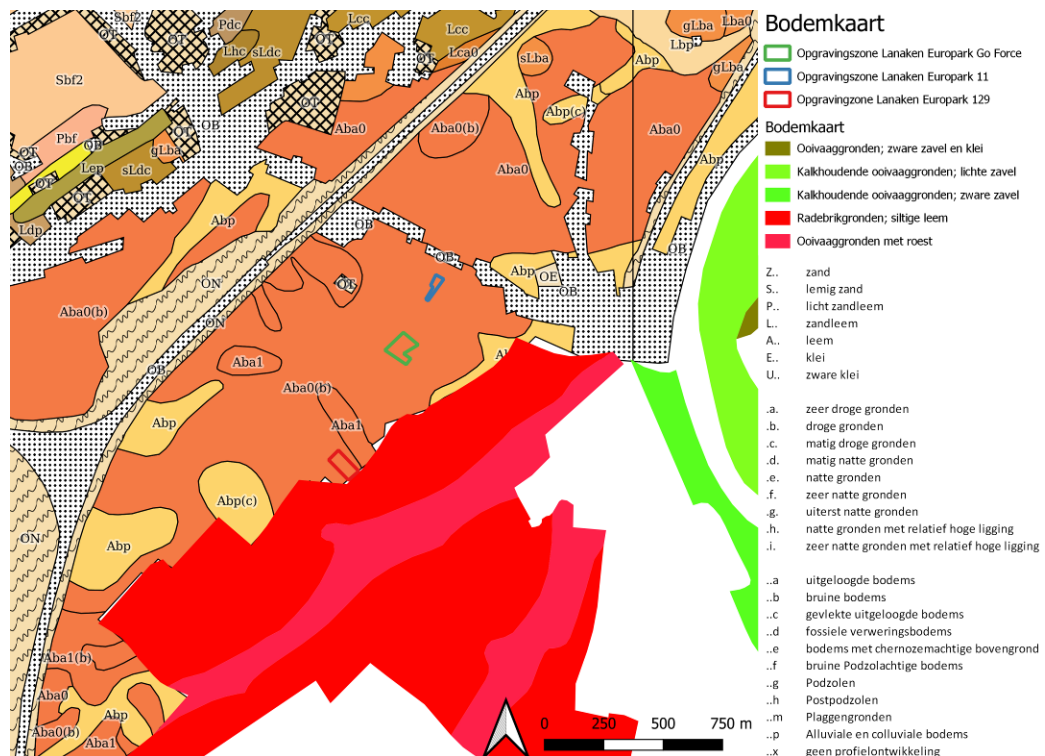 Bodemkaart
Opgravingszone Lanaken Europark Go Force
Opgravingszone Lanaken Europark 11
Opgravingzone Lanaken Europark 129
Bodemkaart
Ooivaaggronden; zware zavel en klei
Kalkhoudende ooivaaggronden; lichte zavel
Kalkhoudende ooivaaggronden; zware zavel
Radebrikgronden; siltige leem
Ooivaaggronden met roest
Z.. zand
S.. lemig zand
P.. licht zandleem
L.. zandleem
A.. leem
E.. klei
U.. zware klei
.a. zeer droge gronden
.b. droge gronden
.c. matig droge gronden
.d. matig natte gronden
.e. natte gronden
.f. zeer natte gronden
.g. uiterst natte gronden
.h. natte gronden met relatief hoge ligging
.i. zeer natte gronden met relatief hoge ligging
..a uitgeloogde bodems
..b bruine bodems
..c gevlekte uitgeloogde bodems
..d fossiele verweringsbodems
..e bodems met chernozemachtige bovengrond
..f bruine Podzolachtige bodems
..g Podzolen
..h Postpodzolen
..m Plaggengronden
..p Alluviale en colluviale bodems
..x geen profielontwikkeling
Sbf2
OT
Pdc
Lcc
Lcc
gLba
Lba0
OT
Lhc
sLdc
OT
Lca0
OT
sLba
Abp
Lbp
gLba
Sbf2
OT
Abp
Abp(c)
OB
Pbf
OT
OB
Aba0
Aba0(b)
Aba0
OT
OB
Lep
gLba
sLdc
Aba0
Abp
OT
OT
Ldp
Abp
OB
OB
OB
Abp
OE
OB
ON
OT
Aba0(b)
ON
OB
Aba1
Aba0(b)
Abp
Aba1
Abp(c)
ON
Abp
Aba1(b)
Aba0
Abp
Aba0(b)
Aba1
0 250 500 750 m